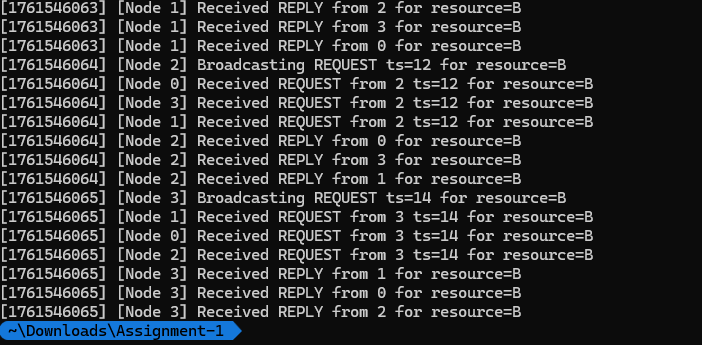 [1761546063] [Node 1] Received REPLY from 2 for resource=B
[1761546063] [Node 1] Received REPLY from 3 for resource=B
[1761546063] [Node 1] Received REPLY from 0 for resource=B
[1761546064] [Node 2] Broadcasting REQUEST ts=12 for resource=B
[1761546064] [Node 0] Received REQUEST from 2 ts=12 for resource=B
[1761546064] [Node 3] Received REQUEST from 2 ts=12 for resource=B
[1761546064] [Node 1] Received REQUEST from 2 ts=12 for resource=B
[1761546064] [Node 2] Received REPLY from 0 for resource=B
[1761546064] [Node 2] Received REPLY from 3 for resource=B
[1761546064] [Node 2] Received REPLY from 1 for resource=B
[1761546065] [Node 3] Broadcasting REQUEST ts=14 for resource=B
[1761546065] [Node 1] Received REQUEST from 3 ts=14 for resource=B
[1761546065] [Node 0] Received REQUEST from 3 ts=14 for resource=B
[1761546065] [Node 2] Received REQUEST from 3 ts=14 for resource=B
[1761546065] [Node 3] Received REPLY from 1 for resource=B
[1761546065] [Node 3] Received REPLY from 0 for resource=B
[1761546065] [Node 3] Received REPLY from 2 for resource=B
~\Downloads\Assignment-1